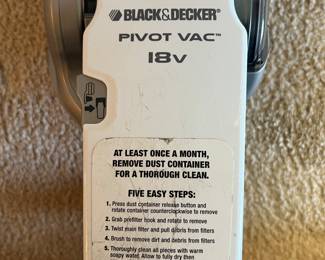 BLACK&DECKER®
PIVOT VAC™
18V
AT LEAST ONCE A MONTH,
REMOVE DUST CONTAINER
FOR A THOROUGH CLEAN.
FIVE EASY STEPS:
1. Press dust container release button and
rotate container counterclockwise to remove
2. Grab prefilter hook and rotate to remove
3. Twist main filter and pull debris from filters
4. Brush to remove dirt and debris from filters
5. Thoroughly clean all pieces with warm
soapy water. Allow to fully dry then